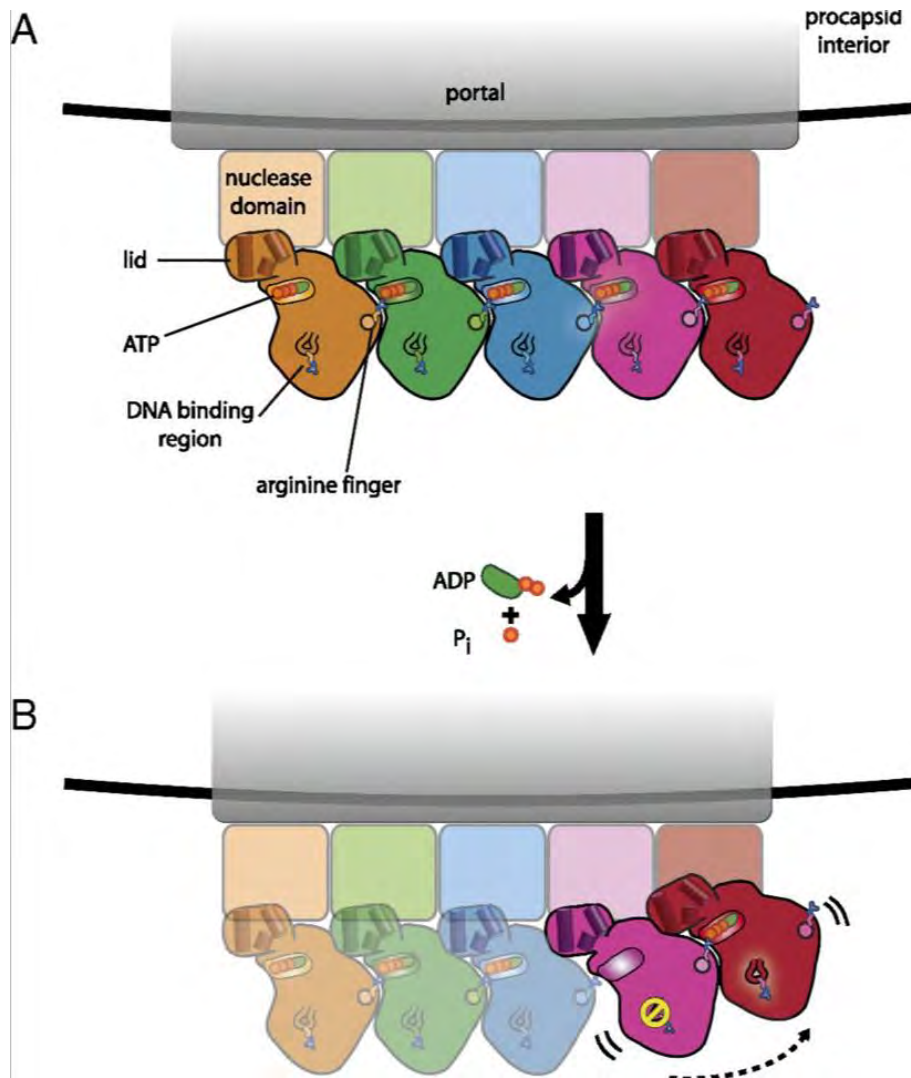 A
procapsid
interior
portal
nuclease
domain
lid
ATP
DNA binding
region
arginine finger
ADP
+
Pi
B